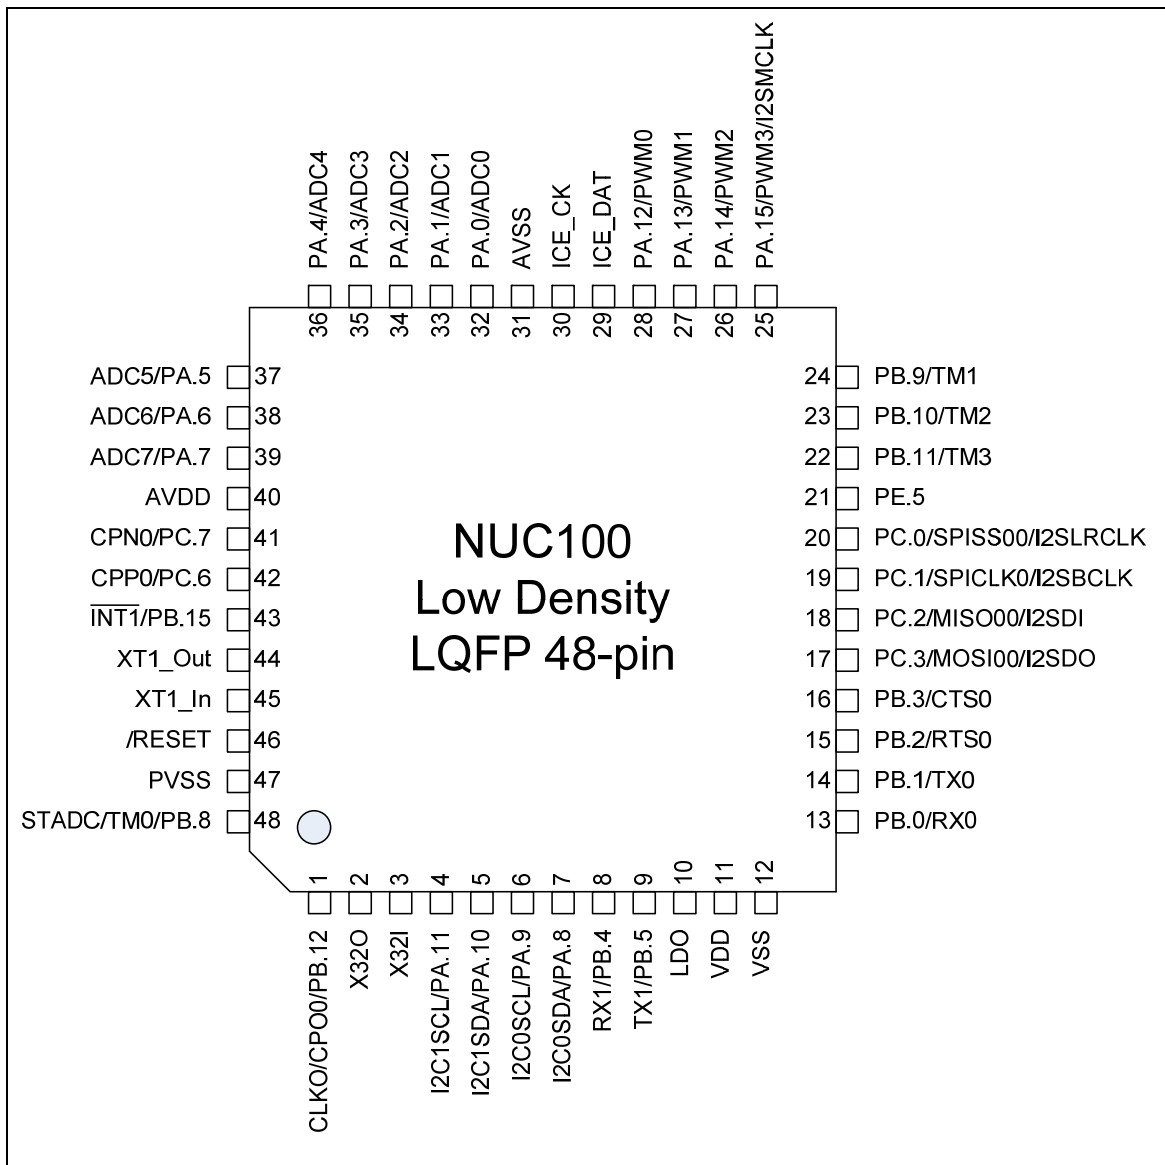 PA.4/ADC4
PA.3/ADC3
PA.2/ADC2
PA.1/ADC1
PA.0/ADC0
AVSS
ICE_CK
ICE_DAT
PA.12/PWM0
PA.13/PWM1
PA.14/PWM2
PA.15/PWM3/I2SMCLK
36
35
34
33
32
31
30
29
28
27
26
25
ADC5/PA.5 37
ADC6/PA.6 38
ADC7/PA.7 39
AVDD 40
CPN0/PC.7 41
CPP0/PC.6 42
INT1/PB.15 43
XT1_Out 44
XT1_In 45
/RESET 46
PVSS 47
STADC/TM0/PB.8 48
NUC100
Low Density
LQFP 48-pin
24 PB.9/TM1
23 PB.10/TM2
22 PB.11/TM3
21 PE.5
20 PC.0/SPISS00/I2SLRCLK
19 PC.1/SPICLK0/I2SBCLK
18 PC.2/MISO00/I2SDI
17 PC.3/MOSI00/I2SDO
16 PB.3/CTS0
15 PB.2/RTS0
14 PB.1/TX0
13 PB.0/RX0
1
2
3
4
5
6
7
8
9
10
11
12
CLKO/CPO0/PB.12
X32O
X32I
I2C1SCL/PA.11
I2C1SDA/PA.10
I2C0SCL/PA.9
I2C0SDA/PA.8
RX1/PB.4
TX1/PB.5
LDO
VDD
VSS